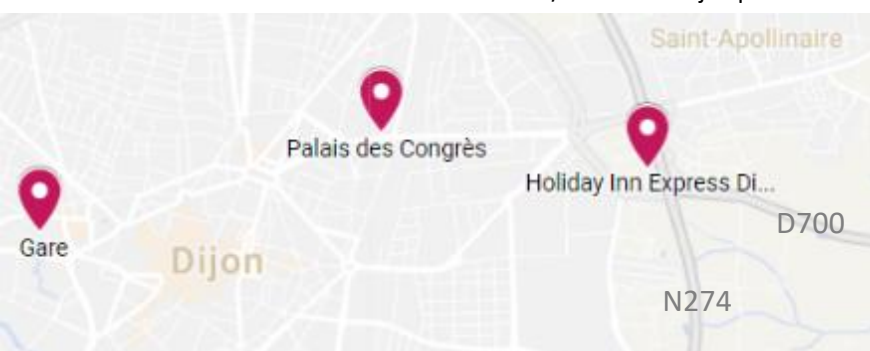 Saint-Apollinaire
Palais des Congrès
Holiday Inn Express Di...
D700
Gare
Dijon
N274